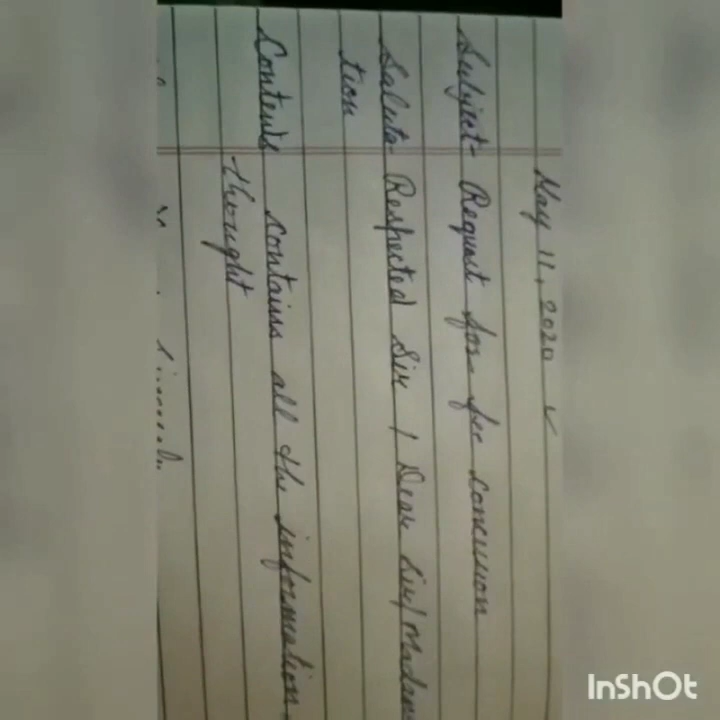 May 11, 2020 ✓
Subject- Request for fee concession
Saluta- Respected Sir / Dear Sir/Madam
tion
Contents contains all the information
thought
InShOt